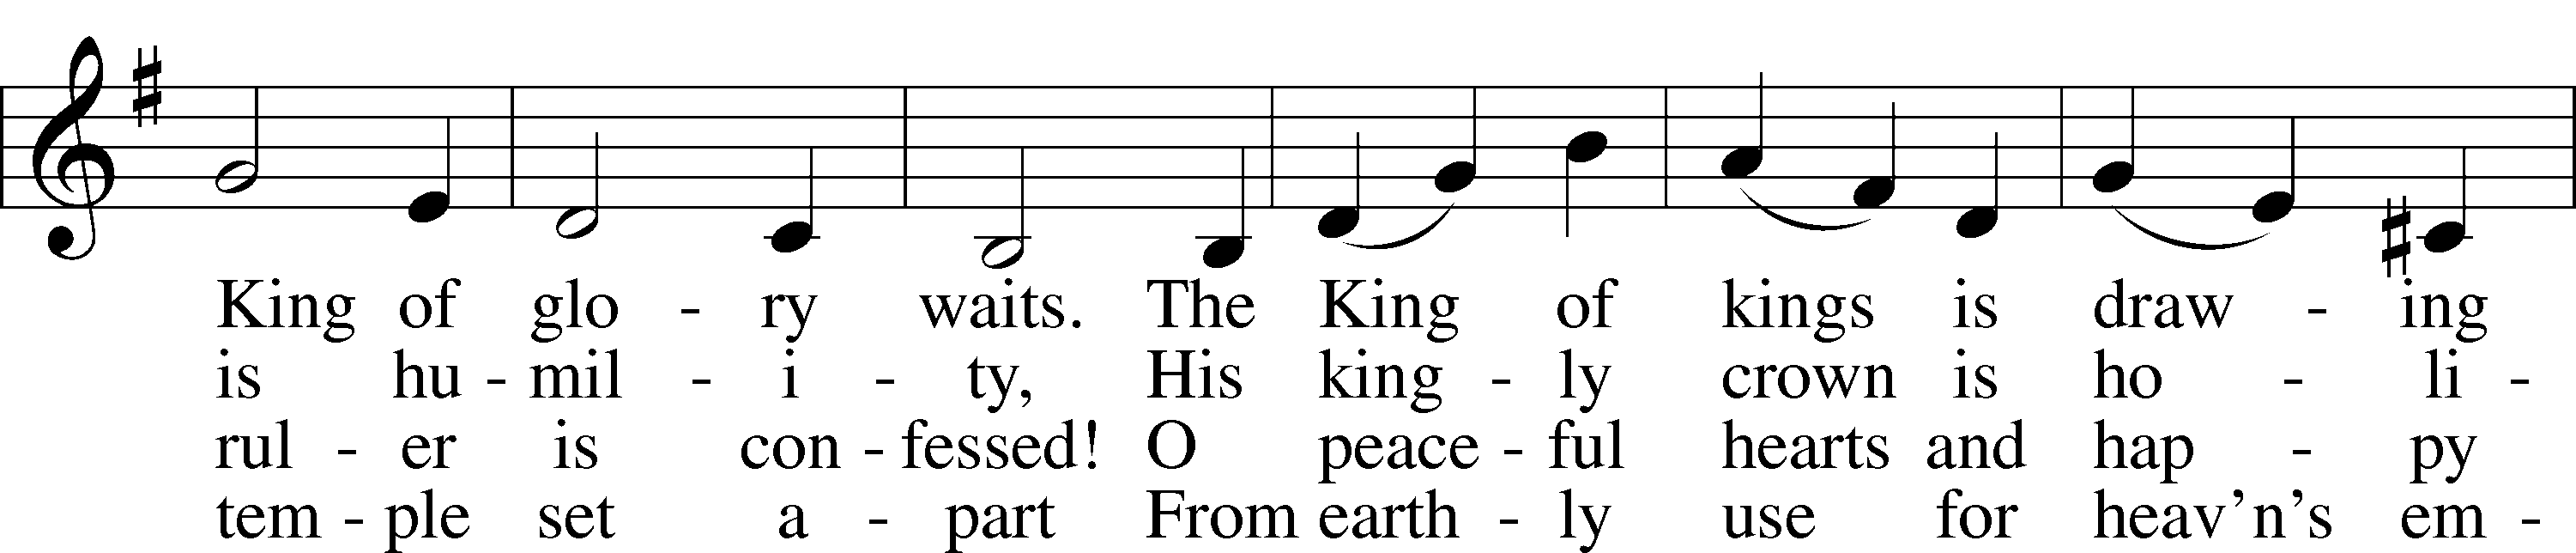 King of glo - ry waits. The King of kings is draw - ing
is hu - mil - i - ty, His king - ly crown is ho - li -
rul - er is con - fessed! O peace - ful hearts and hap - py
tem - ple set a - part From earth - ly use for heav’n’s em -